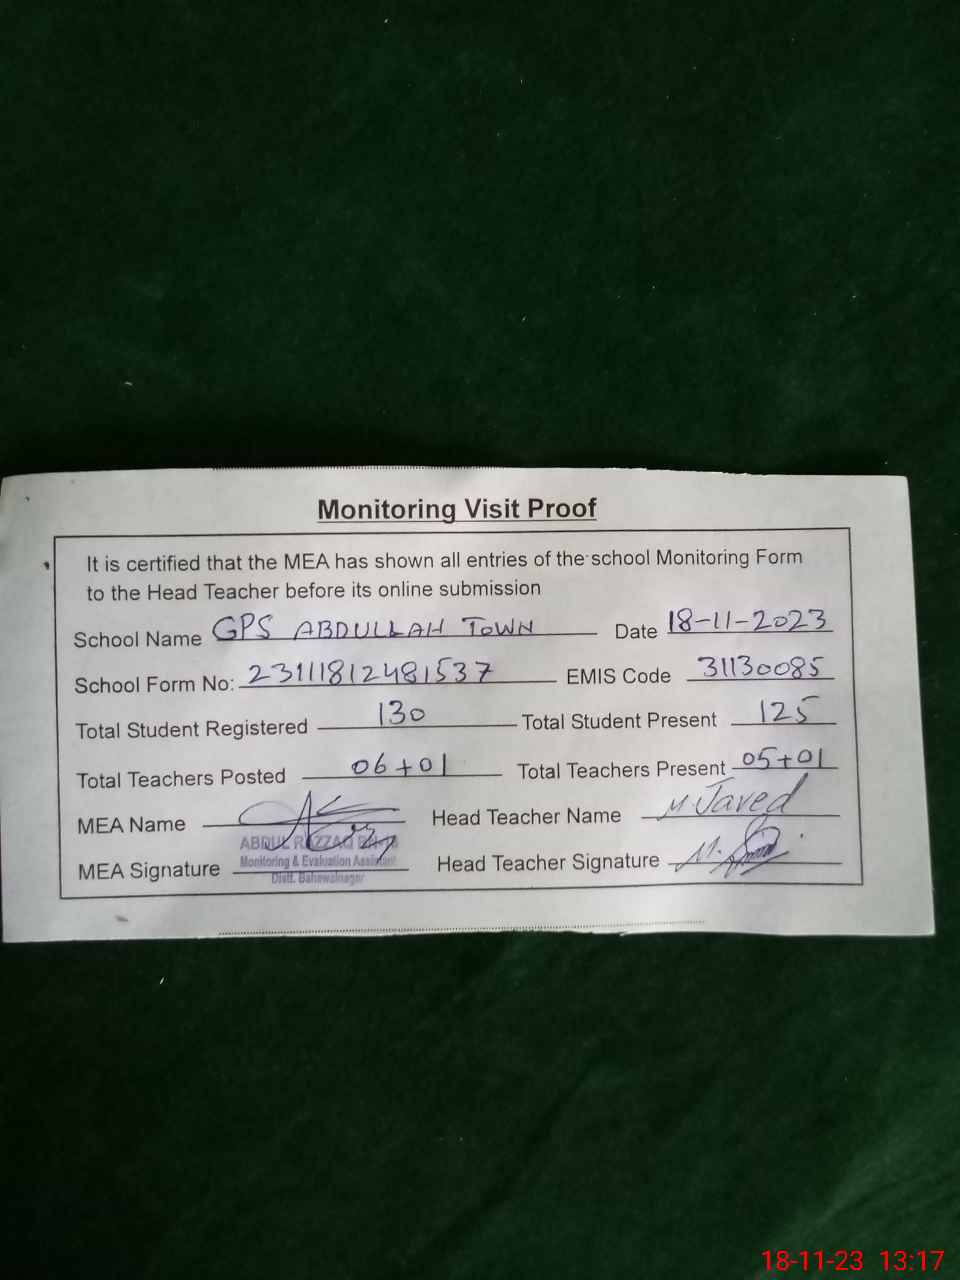 Monitoring Visit Proof
It is certified that the MEA has shown all entries of the school Monitoring Form
to the Head Teacher before its online submission
School Name GPS ABDULLAH TOWN Date 18-11-2023
School Form No: 23111812481537 EMIS Code 31130085
Total Student Registered 130 Total Student Present 125
Total Teachers Posted 06+01 Total Teachers Present 05+01
MEA Name Head Teacher Name M. Javed
ABDUL RAZZAQ
MEA Signature Monitoring & Evaluation Assistant Head Teacher Signature
Distt. Bahawalnagar
18-11-23 13:17